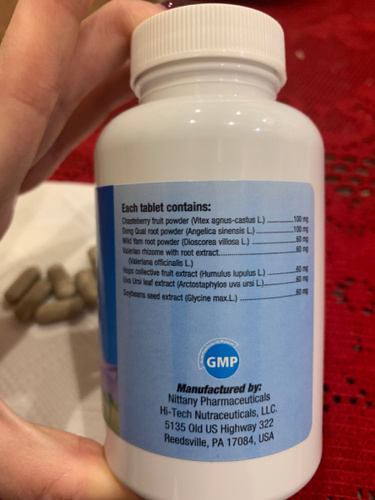 Each tablet contains:
Chasteberry fruit powder (Vitex agnus-castus L.) ..................100 mg
Dong Quai root powder (Angelica sinensis L.) ..................100 mg
Wild Yam root powder (Dioscorea villosa L.) ..................60 mg
Valerian rhizome with root extract..................60 mg
(Valeriana officinalis L.)
Hops collective fruit extract (Humulus lupulus L.) ..................60 mg
Uva Ursi leaf extract (Arctostaphylos uva ursi L.)..................60 mg
Soybeans seed extract (Glycine max.L.) ..................60 mg
GMP
Manufactured by:
Nittany Pharmaceuticals
Hi-Tech Nutraceuticals, LLC.
5135 Old US Highway 322
Reedsville, PA 17084, USA